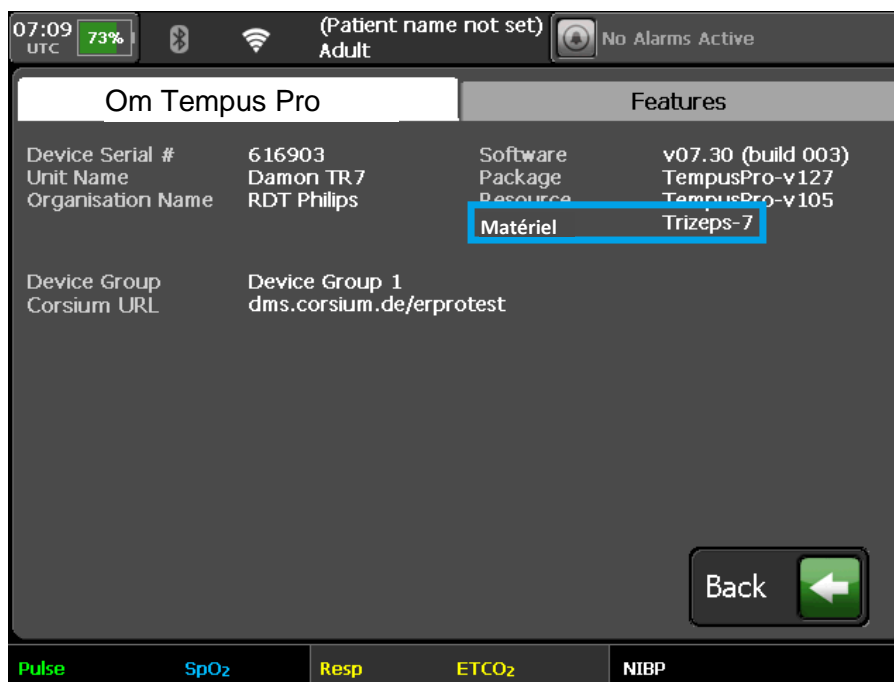 07:09
UTC
73%
(Patient name not set)
Adult
No Alarms Active
Om Tempus Pro
Features
Device Serial # 616903
Unit Name Damon TR7
Organisation Name RDT Philips
Software v07.30 (build 003)
Package TempusPro-v127
Resource TempusPro-v105
Matériel Trizeps-7
Device Group Device Group 1
Corsium URL dms.corsium.de/erprotest
Back
Pulse SpO₂ Resp ETCO₂ NIBP